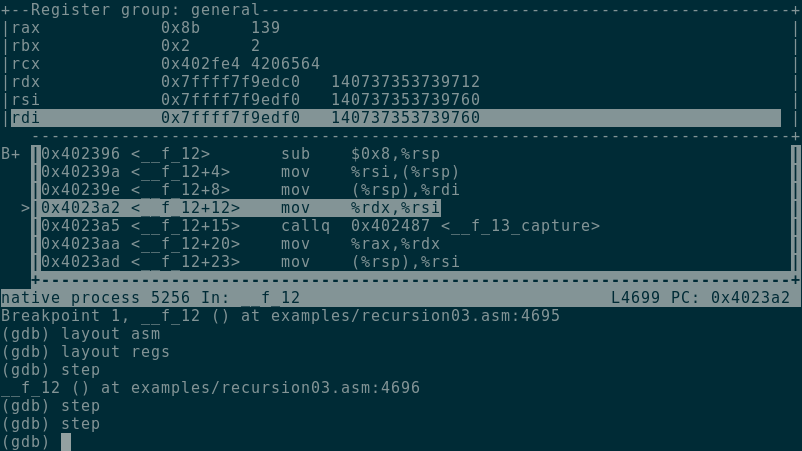 +--Register group: general-----------------------------------------------------+
|rax            0x8b     139                                                   |
|rbx            0x2      2                                                     |
|rcx            0x402fe4 4206564                                               |
|rdx            0x7ffff7f9edc0   140737353739712                               |
|rsi            0x7ffff7f9edf0   140737353739760                               |
|rdi            0x7ffff7f9edf0   140737353739760                               |
   ----------------------------------------------------------------------------+
B+ |0x402396 <__f_12>       sub    $0x8,%rsp                                   |
   |0x40239a <__f_12+4>     mov    %rsi,(%rsp)                                 |
   |0x40239e <__f_12+8>     mov    (%rsp),%rdi                                 |
  >|0x4023a2 <__f_12+12>    mov    %rdx,%rsi                                   |
   |0x4023a5 <__f_12+15>    callq  0x402487 <__f_13_capture>                   |
   |0x4023aa <__f_12+20>    mov    %rax,%rdx                                   |
   |0x4023ad <__f_12+23>    mov    (%rsp),%rsi                                 |
   +---------------------------------------------------------------------------+
native process 5256 In: __f_12                               L4699 PC: 0x4023a2
Breakpoint 1, __f_12 () at examples/recursion03.asm:4695
(gdb) layout asm
(gdb) layout regs
(gdb) step
__f_12 () at examples/recursion03.asm:4696
(gdb) step
(gdb) step
(gdb)